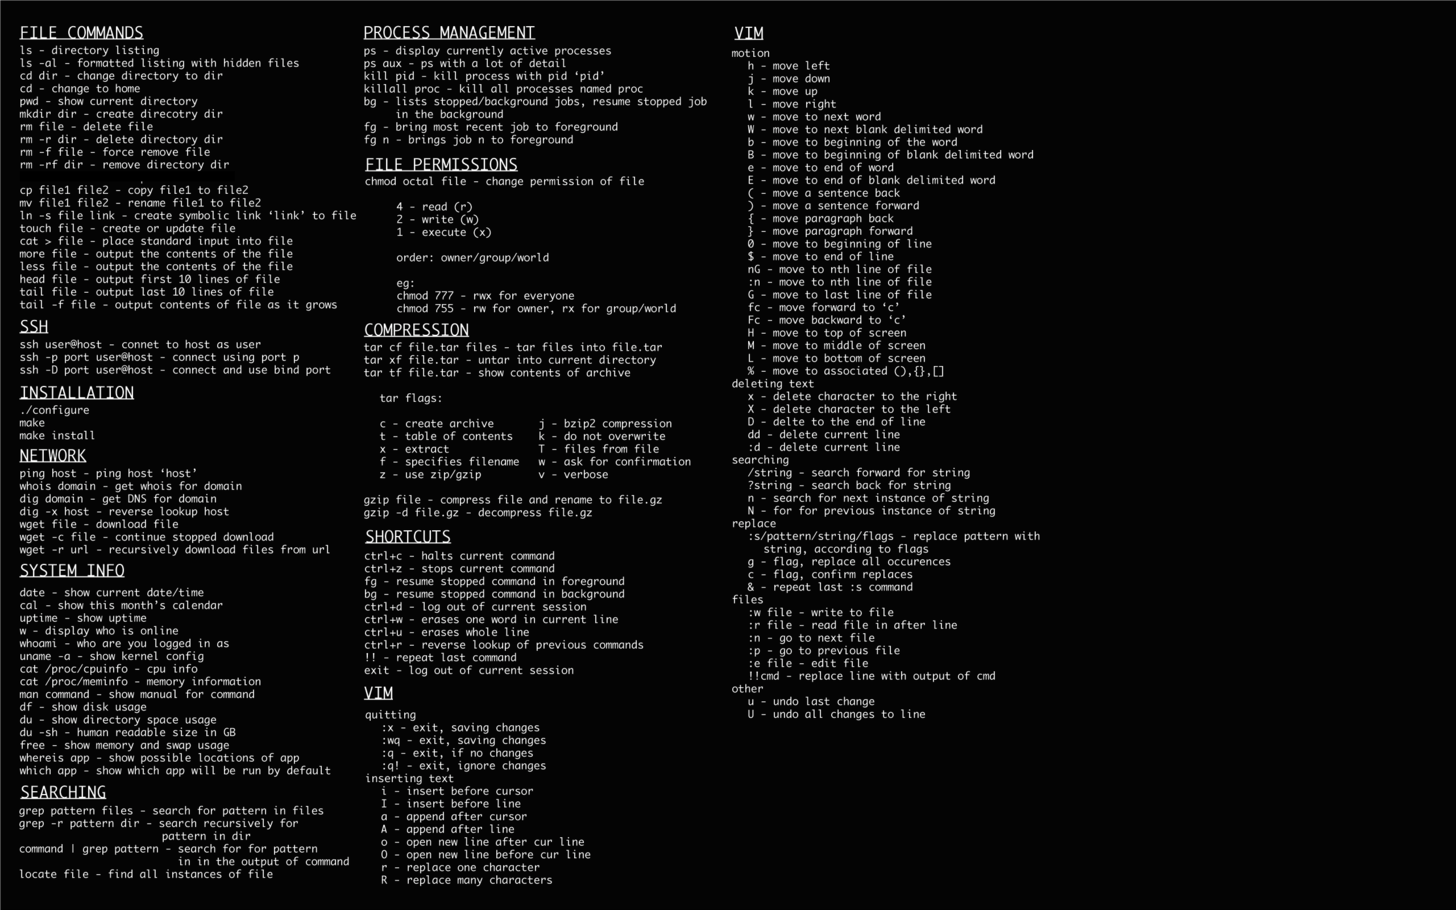 FILE COMMANDS
ls - directory listing
ls -al - formatted listing with hidden files
cd dir - change directory to dir
cd - change to home
pwd - show current directory
mkdir dir - create direcotry dir
rm file - delete file
rm -r dir - delete directory dir
rm -f file - force remove file
rm -rf dir - remove directory dir
cp file1 file2 - copy file1 to file2
mv file1 file2 - rename file1 to file2
ln -s file link - create symbolic link ‘link’ to file
touch file - create or update file
cat > file - place standard input into file
more file - output the contents of the file
less file - output the contents of the file
head file - output first 10 lines of file
tail file - output last 10 lines of file
tail -f file - output contents of file as it grows
SSH
ssh user@host - connet to host as user
ssh -p port user@host - connect using port p
ssh -D port user@host - connect and use bind port
INSTALLATION
./configure
make
make install
NETWORK
ping host - ping host ‘host’
whois domain - get whois for domain
dig domain - get DNS for domain
dig -x host - reverse lookup host
wget file - download file
wget -c file - continue stopped download
wget -r url - recursively download files from url
SYSTEM INFO
date - show current date/time
cal - show this month’s calendar
uptime - show uptime
w - display who is online
whoami - who are you logged in as
uname -a - show kernel config
cat /proc/cpuinfo - cpu info
cat /proc/meminfo - memory information
man command - show manual for command
df - show disk usage
du - show directory space usage
du -sh - human readable size in GB
free - show memory and swap usage
whereis app - show possible locations of app
which app - show which app will be run by default
SEARCHING
grep pattern files - search for pattern in files
grep -r pattern dir - search recursively for
pattern in dir
command | grep pattern - search for for pattern
in in the output of command
locate file - find all instances of file
PROCESS MANAGEMENT
ps - display currently active processes
ps aux - ps with a lot of detail
kill pid - kill process with pid ‘pid’
killall proc - kill all processes named proc
bg - lists stopped/background jobs, resume stopped job
in the background
fg - bring most recent job to foreground
fg n - brings job n to foreground
FILE PERMISSIONS
chmod octal file - change permission of file
4 - read (r)
2 - write (w)
1 - execute (x)
order: owner/group/world
eg:
chmod 777 - rwx for everyone
chmod 755 - rw for owner, rx for group/world
COMPRESSION
tar cf file.tar files - tar files into file.tar
tar xf file.tar - untar into current directory
tar tf file.tar - show contents of archive
tar flags:
c - create archive j - bzip2 compression
t - table of contents k - do not overwrite
x - extract T - files from file
f - specifies filename w - ask for confirmation
z - use zip/gzip v - verbose
gzip file - compress file and rename to file.gz
gzip -d file.gz - decompress file.gz
SHORTCUTS
ctrl+c - halts current command
ctrl+z - stops current command
fg - resume stopped command in foreground
bg - resume stopped command in background
ctrl+d - log out of current session
ctrl+w - erases one word in current line
ctrl+u - erases whole line
ctrl+r - reverse lookup of previous commands
!! - repeat last command
exit - log out of current session
VIM
quitting
:x - exit, saving changes
:wq - exit, saving changes
:q - exit, if no changes
:q! - exit, ignore changes
inserting text
i - insert before cursor
I - insert before line
a - append after cursor
A - append after line
o - open new line after cur line
O - open new line before cur line
r - replace one character
R - replace many characters
VIM
motion
h - move left
j - move down
k - move up
l - move right
w - move to next word
W - move to next blank delimited word
b - move to beginning of the word
B - move to beginning of blank delimited word
e - move to end of word
E - move to end of blank delimited word
( - move a sentence back
) - move a sentence forward
{ - move paragraph back
} - move paragraph forward
0 - move to beginning of line
$ - move to end of line
nG - move to nth line of file
:n - move to nth line of file
G - move to last line of file
fc - move forward to ‘c’
Fc - move backward to ‘c’
H - move to top of screen
M - move to middle of screen
L - move to bottom of screen
% - move to associated (),{},[]
deleting text
x - delete character to the right
X - delete character to the left
D - delte to the end of line
dd - delete current line
:d - delete current line
searching
/string - search forward for string
?string - search back for string
n - search for next instance of string
N - for for previous instance of string
replace
:s/pattern/string/flags - replace pattern with
string, according to flags
g - flag, replace all occurences
c - flag, confirm replaces
& - repeat last :s command
files
:w file - write to file
:r file - read file in after line
:n - go to next file
:p - go to previous file
:e file - edit file
!!cmd - replace line with output of cmd
other
u - undo last change
U - undo all changes to line